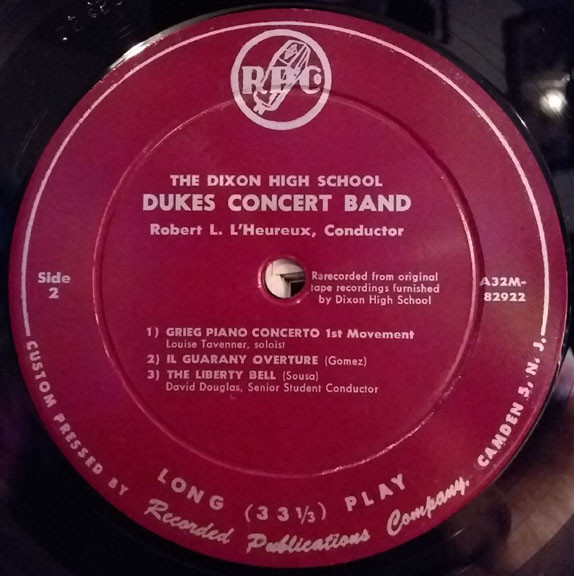 RPC
THE DIXON HIGH SCHOOL
DUKES CONCERT BAND
Robert L. L'Heureux, Conductor
Side
2
Rarecorded from original
tape recordings furnished
by Dixon High School
A32M-
82922
1) GRIEG PIANO CONCERTO 1st Movement
Louise Tavenner, soloist
2) IL GUARANY OVERTURE (Gomez)
3) THE LIBERTY BELL (Sousa)
David Douglas, Senior Student Conductor
LONG (33 1/3) PLAY
CUSTOM PRESSED BY Recorded Publications Company, CAMDEN 5, N. J.